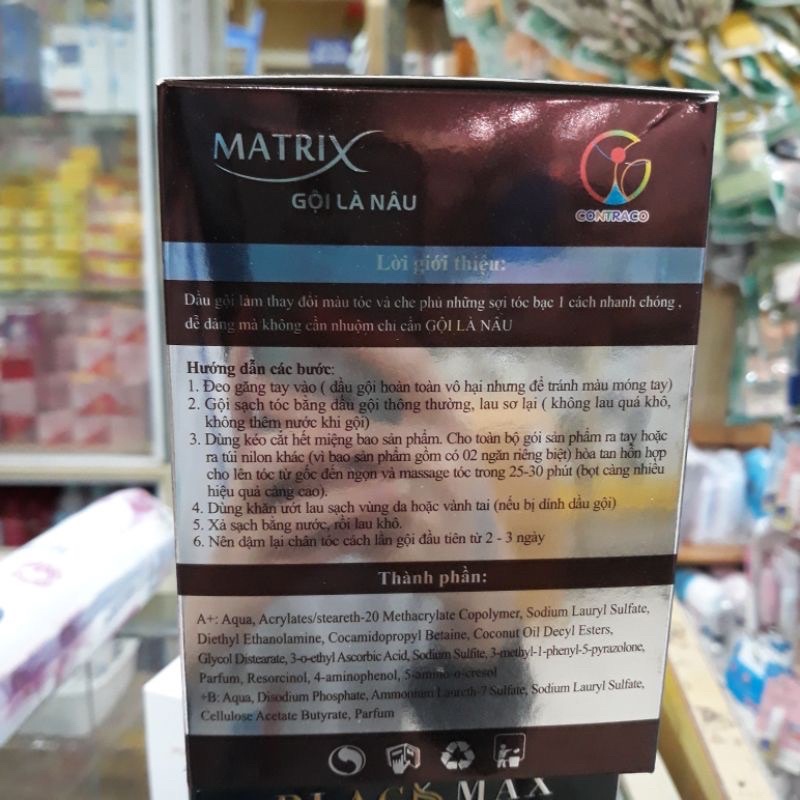 MATRIX
GỘI LÀ NÂU
CONTRACO
Lời giới thiệu:
Dầu gội làm thay đổi màu tóc và che phủ những sợi tóc bạc 1 cách nhanh chóng ,
dễ dàng mà không cần nhuộm chỉ cần GỘI LÀ NÂU
Hướng dẫn các bước:
1. Đeo găng tay vào ( dầu gội hoàn toàn vô hại nhưng để tránh màu móng tay)
2. Gội sạch tóc bằng dầu gội thông thường, lau sơ lại ( không lau quá khô,
không thêm nước khi gội)
3. Dùng kéo cắt hết miệng bao sản phẩm. Cho toàn bộ gói sản phẩm ra tay hoặc
ra túi nilon khác (vì bao sản phẩm gồm có 02 ngăn riêng biệt) hòa tan hỗn hợp
cho lên tóc từ gốc đến ngọn và massage tóc trong 25-30 phút (bọt càng nhiều
hiệu quả càng cao).
4. Dùng khăn ướt lau sạch vùng da hoặc vành tai (nếu bị dính dầu gội)
5. Xả sạch bằng nước, rồi lau khô.
6. Nên dậm lại chân tóc cách lần gội đầu tiên từ 2 - 3 ngày
Thành phần:
A+: Aqua, Acrylates/steareth-20 Methacrylate Copolymer, Sodium Lauryl Sulfate,
Diethyl Ethanolamine, Cocamidopropyl Betaine, Coconut Oil Decyl Esters,
Glycol Distearate, 3-o-ethyl Ascorbic Acid, Sodium Sulfite, 3-methyl-1-phenyl-5-pyrazolone,
Parfum, Resorcinol, 4-aminophenol, 5-amino-o-cresol
+B: Aqua, Disodium Phosphate, Ammonium Laureth-7 Sulfate, Sodium Lauryl Sulfate,
Cellulose Acetate Butyrate, Parfum
BLACK MAX